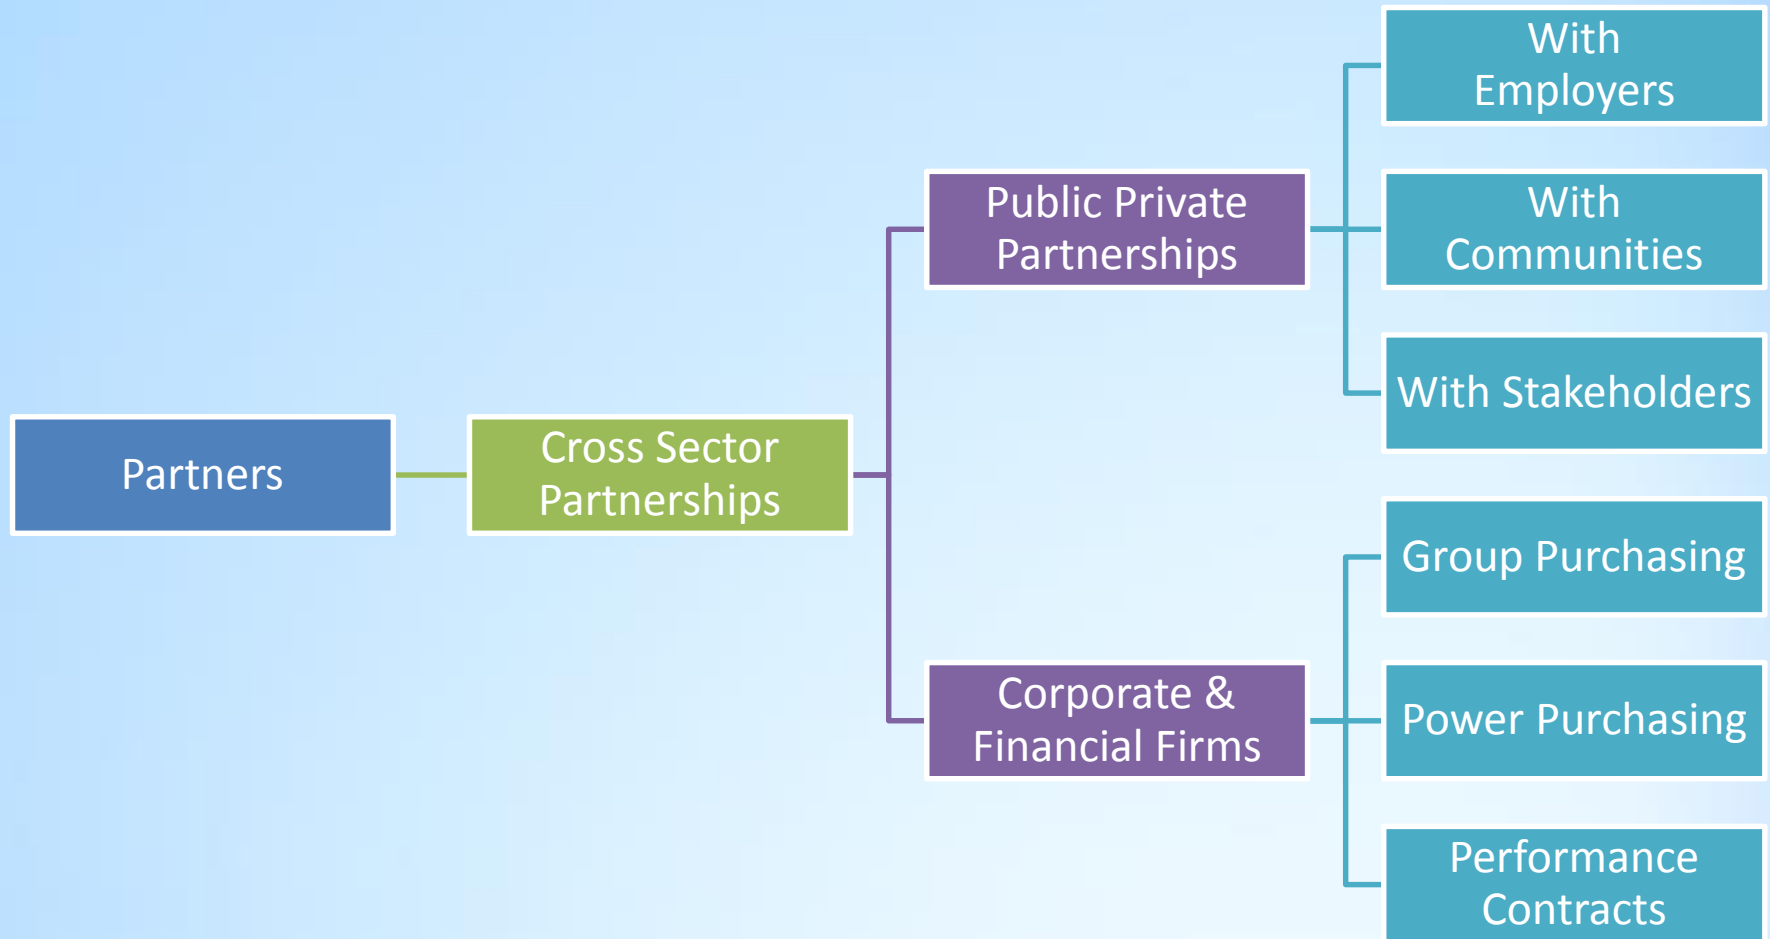 Partners
Cross Sector
Partnerships
Public Private
Partnerships
With
Employers
With
Communities
With Stakeholders
Corporate &
Financial Firms
Group Purchasing
Power Purchasing
Performance
Contracts